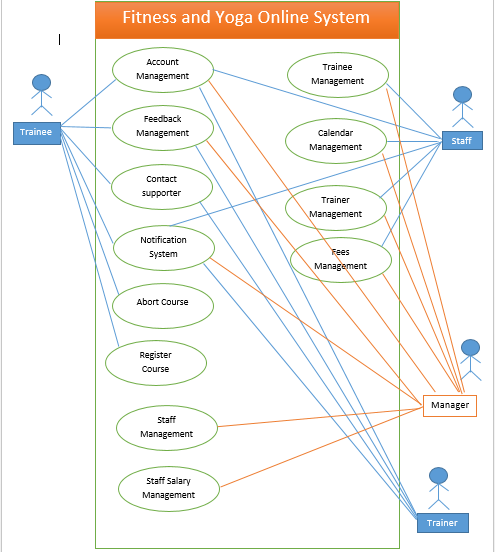 Fitness and Yoga Online System
Account
Management
Trainee
Management
Trainee
Feedback
Management
Calendar
Management
Staff
Contact
supporter
Trainer
Management
Notification
System
Fees
Management
Abort Course
Register
Course
Manager
Staff
Management
Staff Salary
Management
Trainer